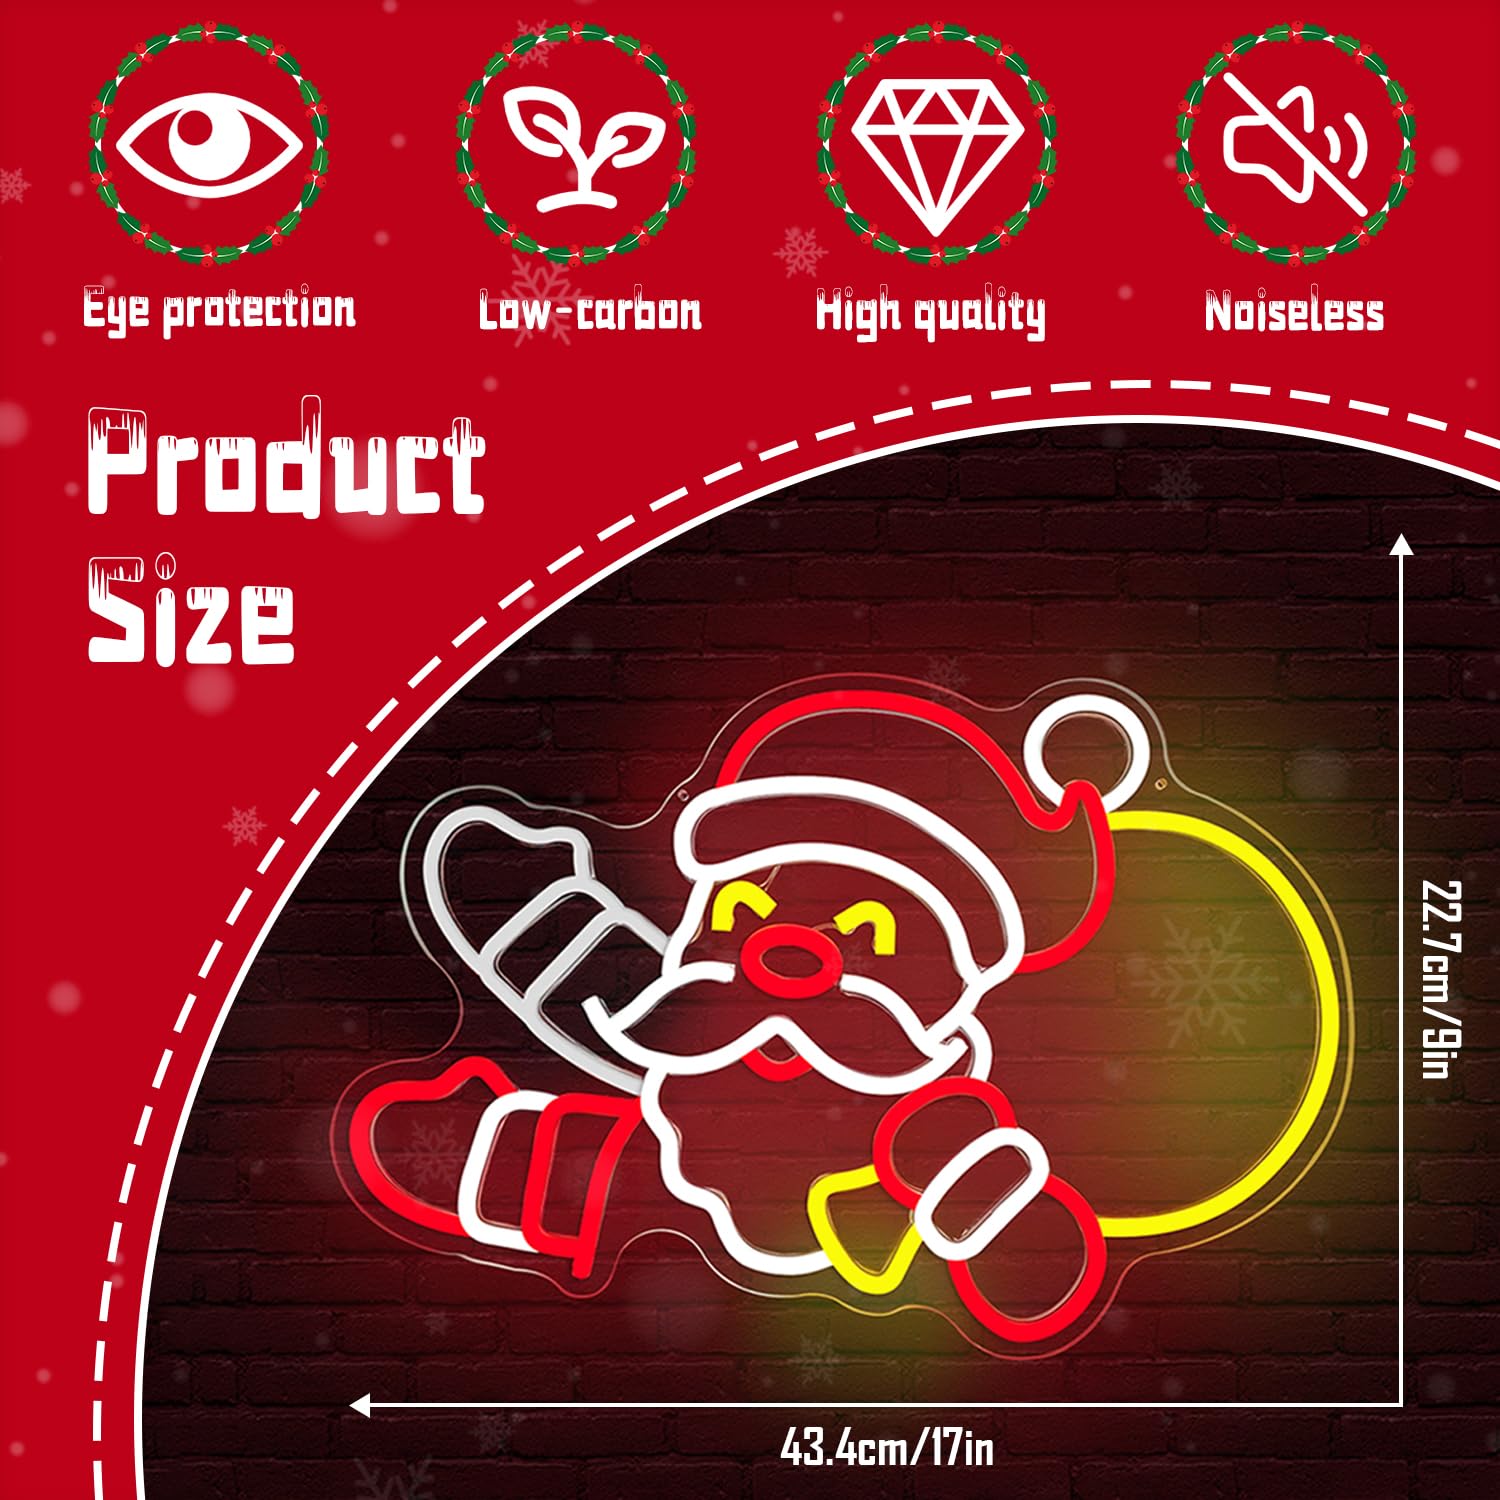 Eye protection
Low-carbon
High quality
Noiseless
Product
Size
22.7cm/9in
43.4cm/17in